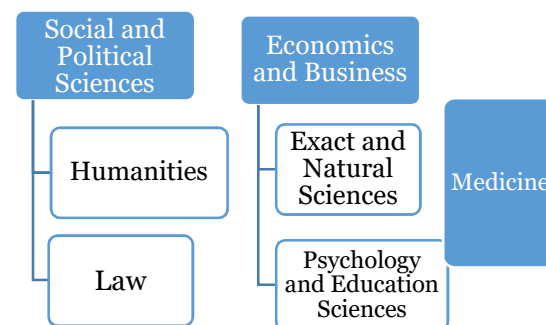 Social and
Political
Sciences
Humanities
Law
Economics
and Business
Exact and
Natural
Sciences
Psychology
and Education
Sciences
Medicine